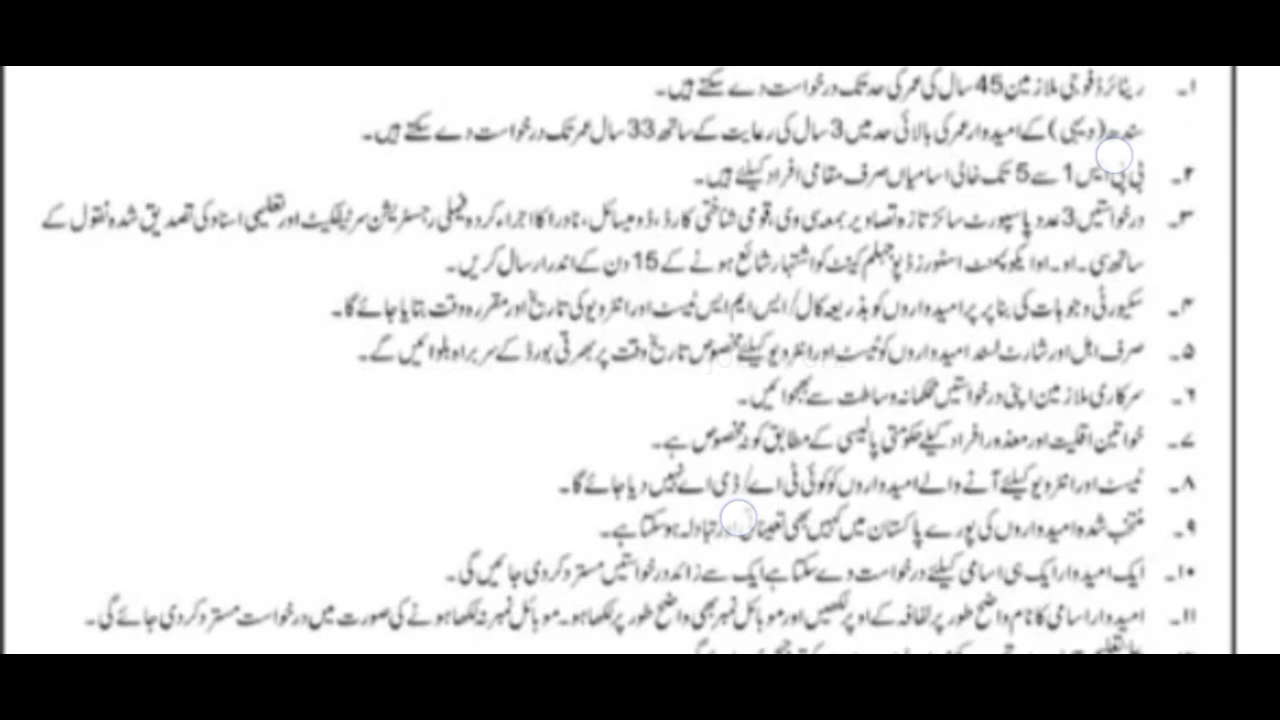 ۱۔ ریٹائرڈ فوجی ملازمین 45 سال کی عمر کی حد تک درخواست دے سکتے ہیں۔
سندھ (دیہی) کے امیدوار عمر کی بالائی حد میں 3 سال کی رعایت کے ساتھ 33 سال عمر تک درخواست دے سکتے ہیں۔
۲۔ بی پی ایس 1 سے 5 تک خالی اسامیاں صرف مقامی افراد کیلئے ہیں۔
۳۔ درخواستیں 3 عدد پاسپورٹ سائز تازہ تصاویر بمعہ سی وی، قومی شناختی کارڈ، ڈومیسائل، نادرا کا اجراء کردہ فیملی رجسٹریشن سرٹیفکیٹ اور تعلیمی اسناد کی تصدیق شدہ نقول کے
ساتھ سی۔او۔او ایکوپمنٹ اسٹورز ڈپو جہلم کینٹ کو اشتہار شائع ہونے کے 15 دن کے اندر ارسال کریں۔
۴۔ سکیورٹی وجوہات کی بنا پر پر امیدواروں کو بذریعہ کال/ایس ایم ایس ٹیسٹ اور انٹرویو کی تاریخ اور مقررہ وقت بتایا جائے گا۔
۵۔ صرف اہل اور شارٹ لسٹڈ امیدواروں کو ٹیسٹ اور انٹرویو کیلئے مخصوص تاریخ وقت پر بھرتی بورڈ کے سربراہ بلوائیں گے۔
۶۔ سرکاری ملازمین اپنی درخواستیں محکمانہ وساطت سے بھجوائیں۔
۷۔ خواتین اقلیت اور معذور افراد کیلئے حکومتی پالیسی کے مطابق کوٹہ مخصوص ہے۔
۸۔ ٹیسٹ اور انٹرویو کیلئے آنے والے امیدواروں کو کوئی ٹی اے/ڈی اے نہیں دیا جائے گا۔
۹۔ منتخب شدہ امیدواروں کی پورے پاکستان میں کہیں بھی تعیناتی اور تبادلہ ہو سکتا ہے۔
۱۰۔ ایک امیدوار ایک ہی اسامی کیلئے درخواست دے سکتا ہے ایک سے زائد درخواستیں مسترد کر دی جائیں گی۔
۱۱۔ امیدوار اسامی کا نام واضح طور پر لفافہ کے اوپر لکھیں اور موبائل نمبر بھی واضح طور پر لکھا ہو۔ موبائل نمبر نہ لکھا ہونے کی صورت میں درخواست مسترد کر دی جائے گی۔